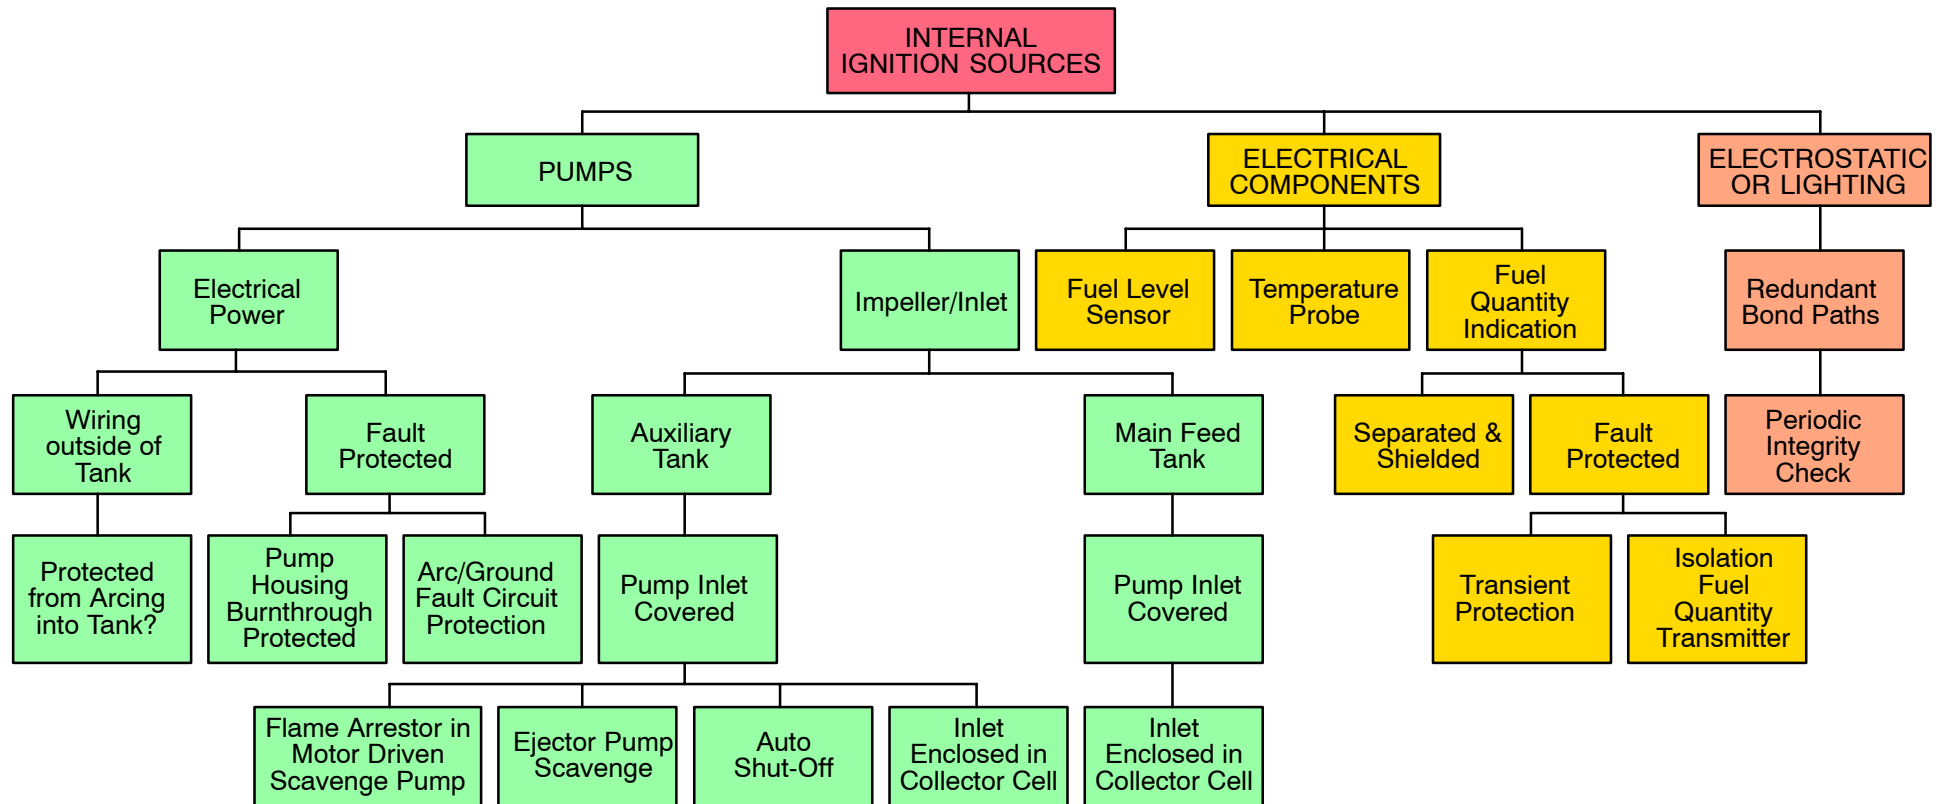 INTERNAL
IGNITION SOURCES
PUMPS
ELECTRICAL
COMPONENTS
ELECTROSTATIC
OR LIGHTING
Electrical
Power
Impeller/Inlet
Fuel Level
Sensor
Temperature
Probe
Fuel
Quantity
Indication
Redundant
Bond Paths
Wiring
outside of
Tank
Fault
Protected
Auxiliary
Tank
Main Feed
Tank
Separated &
Shielded
Fault
Protected
Periodic
Integrity
Check
Protected
from Arcing
into Tank?
Pump
Housing
Burnthrough
Protected
Arc/Ground
Fault Circuit
Protection
Pump Inlet
Covered
Pump Inlet
Covered
Transient
Protection
Isolation
Fuel
Quantity
Transmitter
Flame Arrestor in
Motor Driven
Scavenge Pump
Ejector Pump
Scavenge
Auto
Shut-Off
Inlet
Enclosed in
Collector Cell
Inlet
Enclosed in
Collector Cell